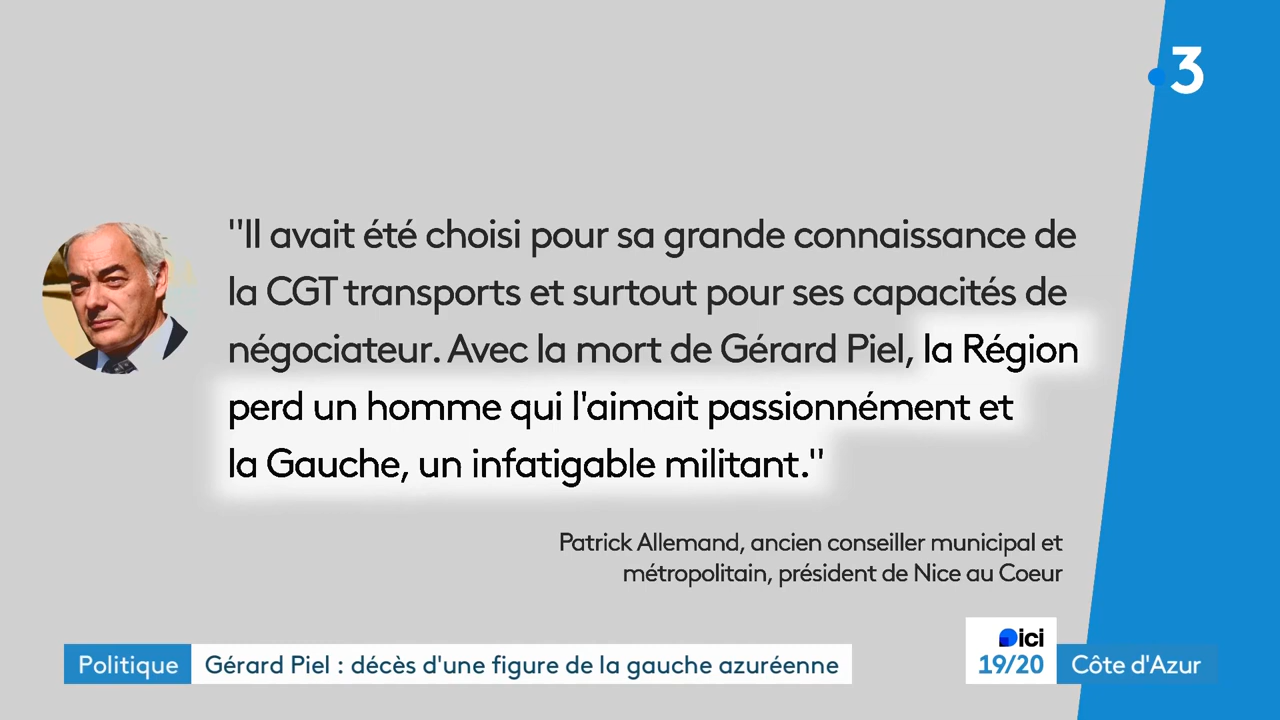 3
"Il avait été choisi pour sa grande connaissance de
la CGT transports et surtout pour ses capacités de
négociateur. Avec la mort de Gérard Piel, la Région
perd un homme qui l'aimait passionnément et
la Gauche, un infatigable militant."
Patrick Allemand, ancien conseiller municipal et
métropolitain, président de Nice au Coeur
Politique
Gérard Piel : décès d'une figure de la gauche azuréenne
ici
19/20
Côte d'Azur